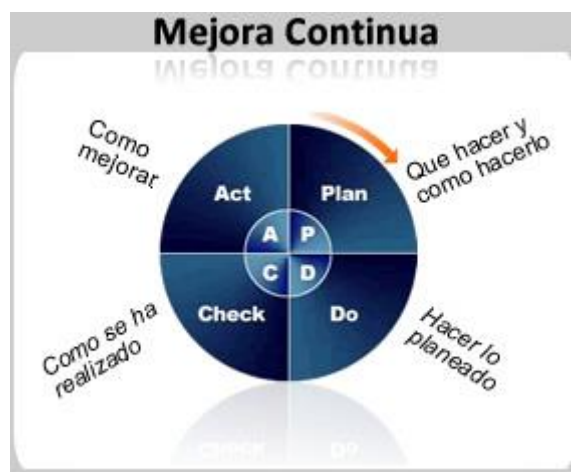 Mejora Continua
Como
mejorar
Que hacer y
como hacerlo
Act
Plan
A
P
C
D
Check
Do
Como se ha
realizado
Hacer lo
planeado